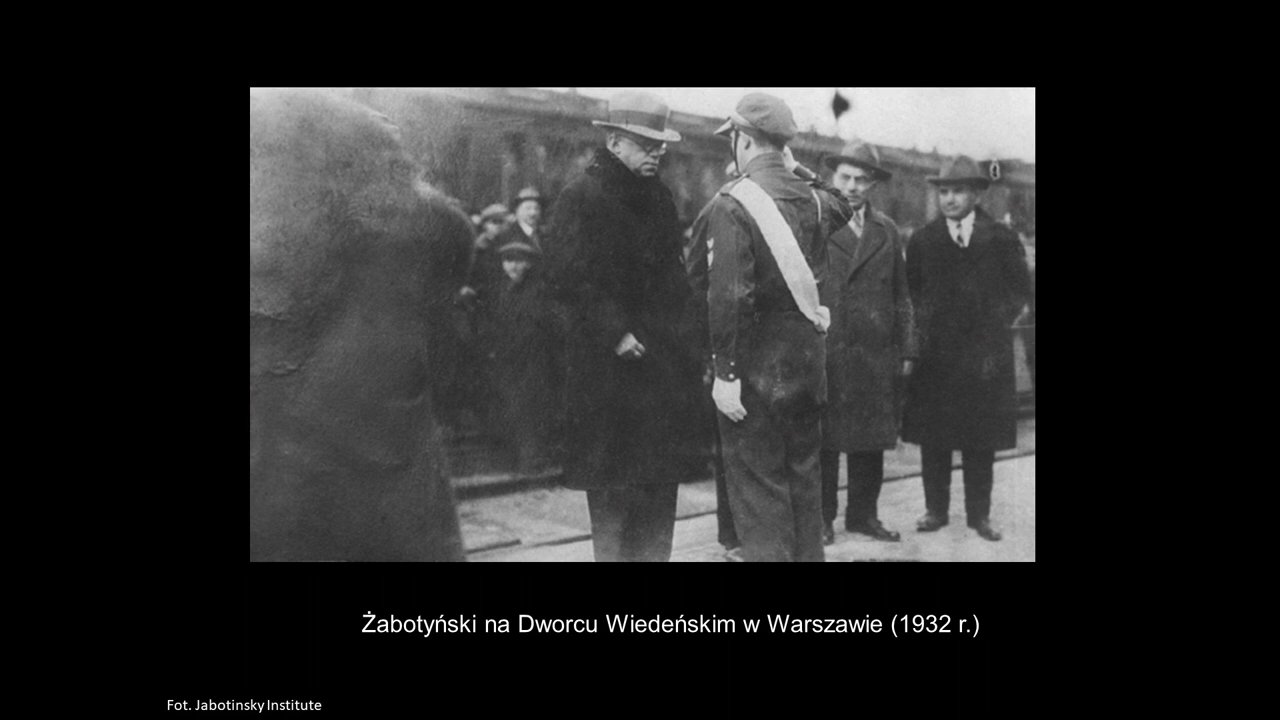 Żabotyński na Dworcu Wiedeńskim w Warszawie (1932 r.)
Fot. Jabotinsky Institute